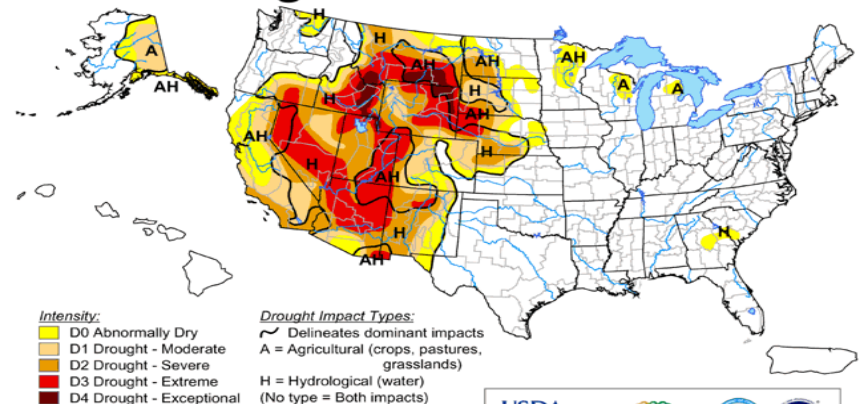 H
H
A
AH
AH
AH
AH
A
A
H
H
AH
AH
H
H
AH
H
H
AH
Intensity:
D0 Abnormally Dry
D1 Drought - Moderate
D2 Drought - Severe
D3 Drought - Extreme
D4 Drought - Exceptional
Drought Impact Types:
Delineates dominant impacts
A = Agricultural (crops, pastures,
grasslands)
H = Hydrological (water)
(No type = Both impacts)
USDA